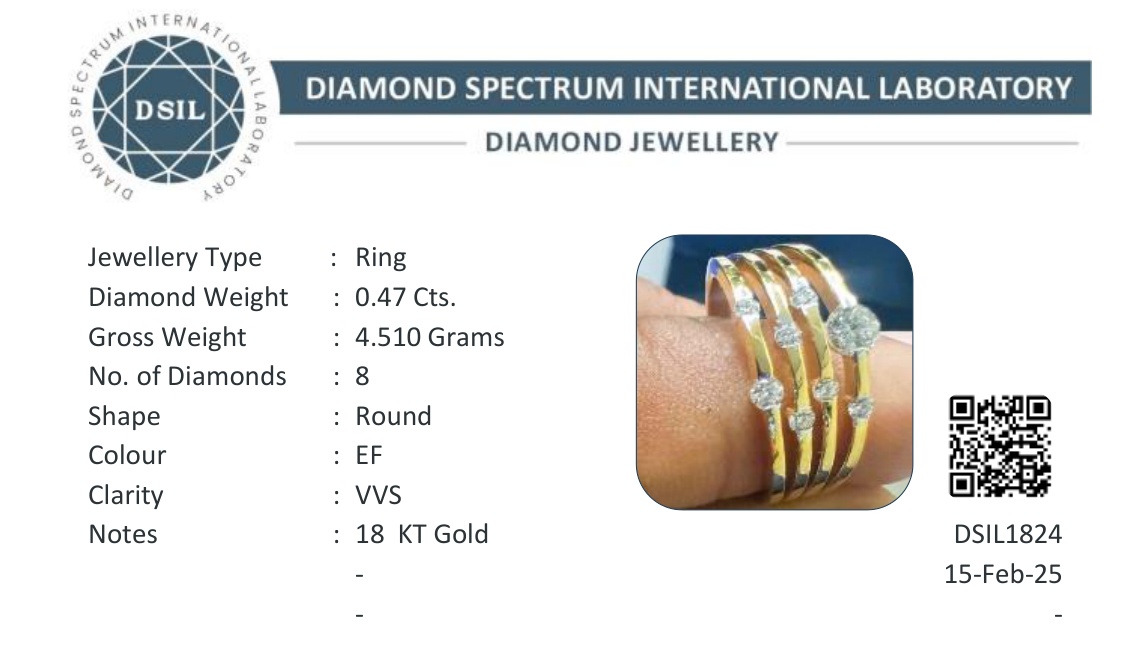 DIAMOND SPECTRUM INTERNATIONAL LABORATORY
DSIL
DIAMOND SPECTRUM INTERNATIONAL LABORATORY
DIAMOND JEWELLERY
Jewellery Type : Ring
Diamond Weight : 0.47 Cts.
Gross Weight : 4.510 Grams
No. of Diamonds : 8
Shape : Round
Colour : EF
Clarity : VVS
Notes : 18 KT Gold
-
-
DSIL1824
15-Feb-25
-